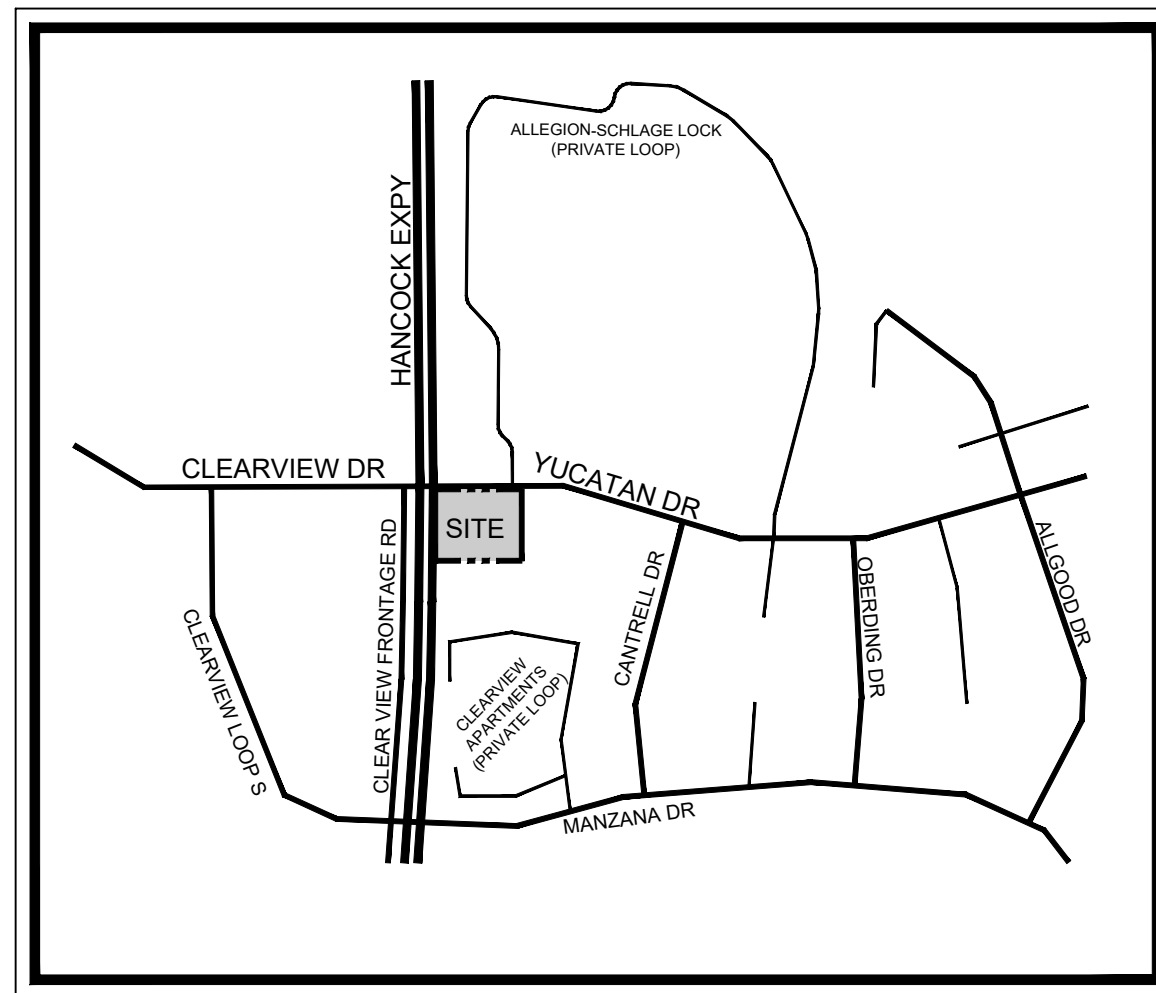 ALLEGION-SCHLAGE LOCK
(PRIVATE LOOP)
HANCOCK EXPY
CLEARVIEW DR
YUCATAN DR
SITE
CLEARVIEW LOOP S
CLEAR VIEW FRONTAGE RD
CLEARVIEW
APARTMENTS
(PRIVATE LOOP)
CANTRELL DR
OBERDING DR
ALLGOOD DR
MANZANA DR